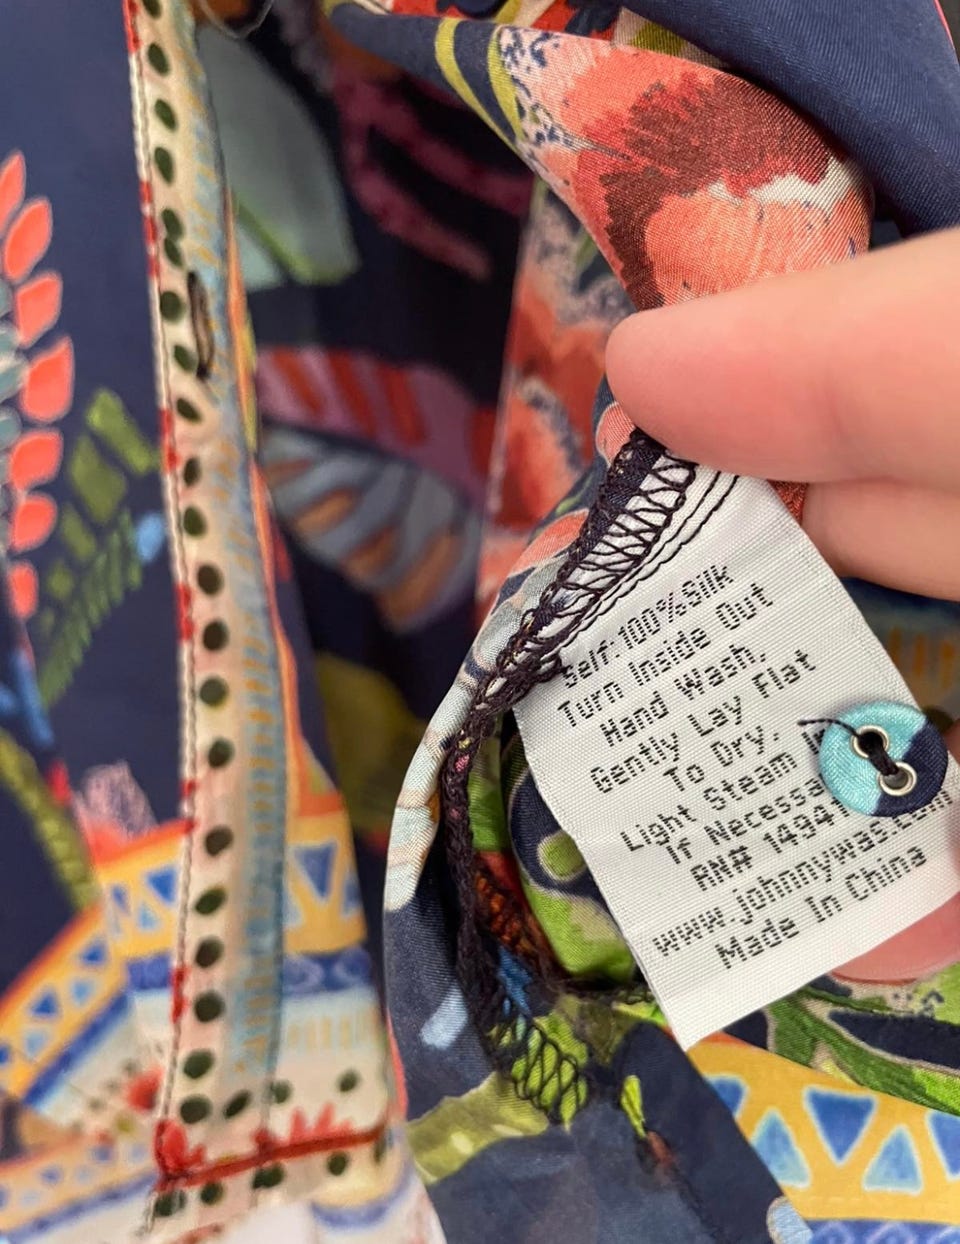 Self:100%Silk
Turn Inside Out
Hand Wash,
Gently Lay Flat
To Dry,
Light Steam
If
RN#
www.johnnywas.com
Made In China